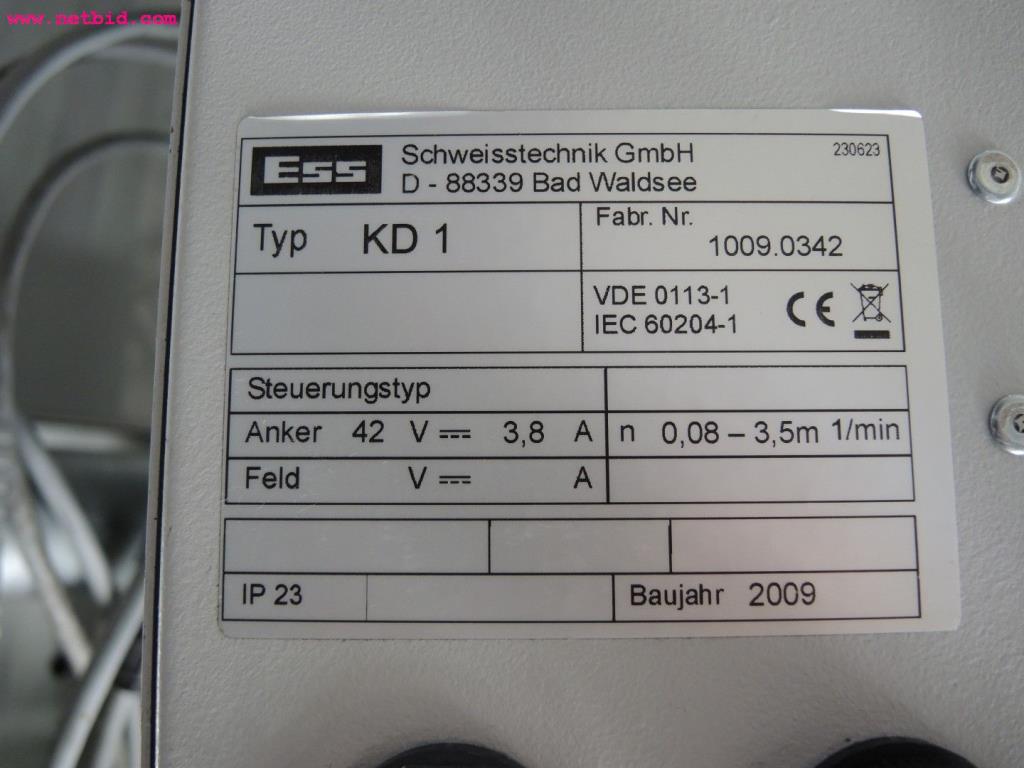 www.netbid.com
Ess Schweisstechnik GmbH 230623
D - 88339 Bad Waldsee
Typ KD 1
Fabr. Nr.
1009.0342
VDE 0113-1
IEC 60204-1
CE
Steuerungstyp
Anker 42 V 3,8 A n 0,08 – 3,5m 1/min
Feld V A
IP 23 Baujahr 2009